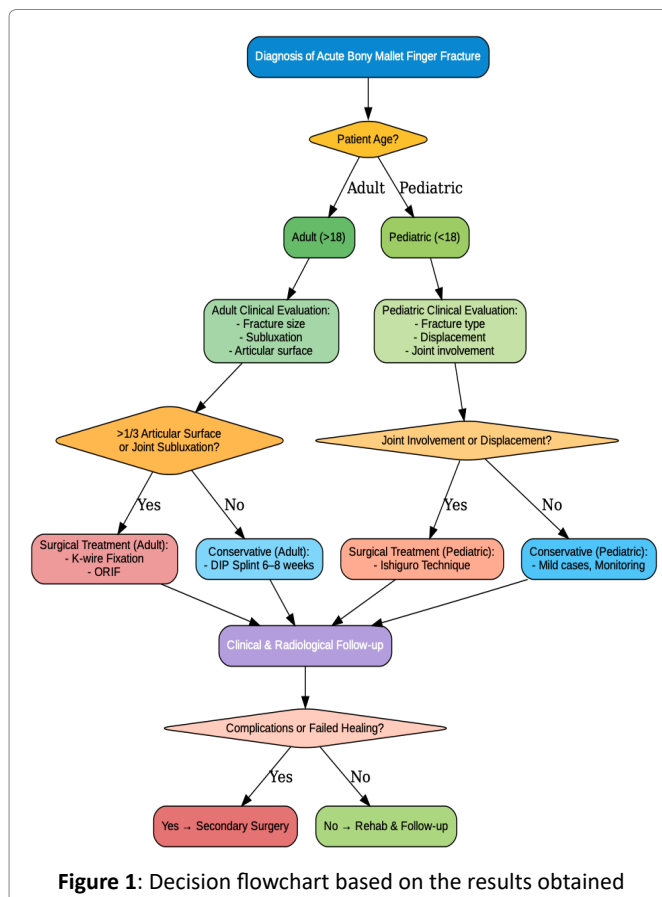 Diagnosis of Acute Bony Mallet Finger Fracture
Patient Age?
Adult
Pediatric
Adult (>18)
Pediatric (<18)
Adult Clinical Evaluation:
- Fracture size
- Subluxation
- Articular surface
Pediatric Clinical Evaluation:
- Fracture type
- Displacement
- Joint involvement
>1/3 Articular Surface
or Joint Subluxation?
Joint Involvement or Displacement?
Yes
No
Yes
No
Surgical Treatment (Adult):
- K-wire Fixation
- ORIF
Conservative (Adult):
- DIP Splint 6–8 weeks
Surgical Treatment (Pediatric):
- Ishiguro Technique
Conservative (Pediatric):
- Mild cases, Monitoring
Clinical & Radiological Follow-up
Complications or Failed Healing?
Yes
No
Yes → Secondary Surgery
No → Rehab & Follow-up
Figure 1: Decision flowchart based on the results obtained